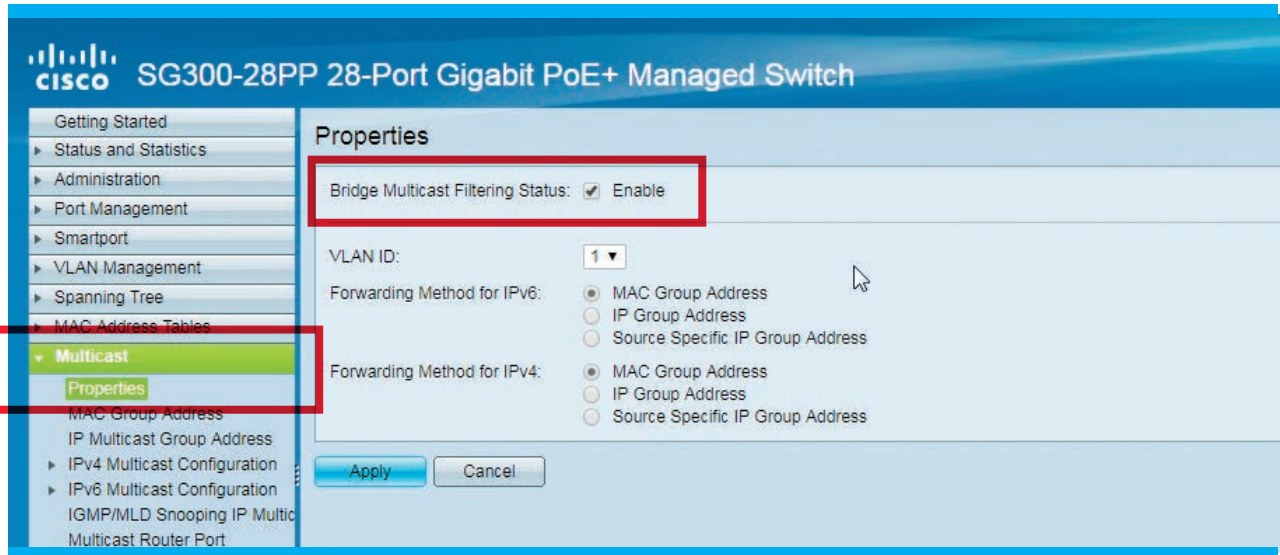 CISCO SG300-28PP 28-Port Gigabit PoE+ Managed Switch
Getting Started
Status and Statistics
Administration
Port Management
Smartport
VLAN Management
Spanning Tree
MAC Address Tables
Multicast
Properties
MAC Group Address
IP Multicast Group Address
IPv4 Multicast Configuration
IPv6 Multicast Configuration
IGMP/MLD Snooping IP Multic
Multicast Router Port
Properties
Bridge Multicast Filtering Status: Enable
VLAN ID: 1
Forwarding Method for IPv6: MAC Group Address
IP Group Address
Source Specific IP Group Address
Forwarding Method for IPv4: MAC Group Address
IP Group Address
Source Specific IP Group Address
Apply Cancel